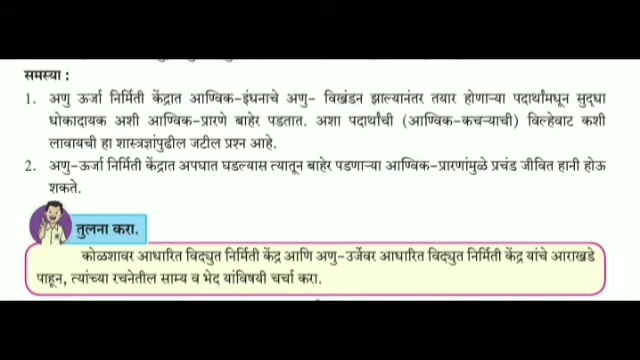 समस्या :
1. अणु ऊर्जा निर्मिती केंद्रात आण्विक-इंधनाचे अणु- विखंडन झाल्यानंतर तयार होणाऱ्या पदार्थांमधून सुद्धा
धोकादायक अशी आण्विक-प्रारणे बाहेर पडतात. अशा पदार्थांची (आण्विक-कचऱ्याची) विल्हेवाट कशी
लावायची हा शास्त्रज्ञांपुढील जटील प्रश्न आहे.
2. अणु-ऊर्जा निर्मिती केंद्रात अपघात घडल्यास त्यातून बाहेर पडणाऱ्या आण्विक-प्रारणांमुळे प्रचंड जीवित हानी होऊ
शकते.
तुलना करा.
कोळशावर आधारित विद्युत निर्मिती केंद्र आणि अणु-उर्जेवर आधारित विद्युत निर्मिती केंद्र यांचे आराखडे
पाहून, त्यांच्या रचनेतील साम्य व भेद यांविषयी चर्चा करा.